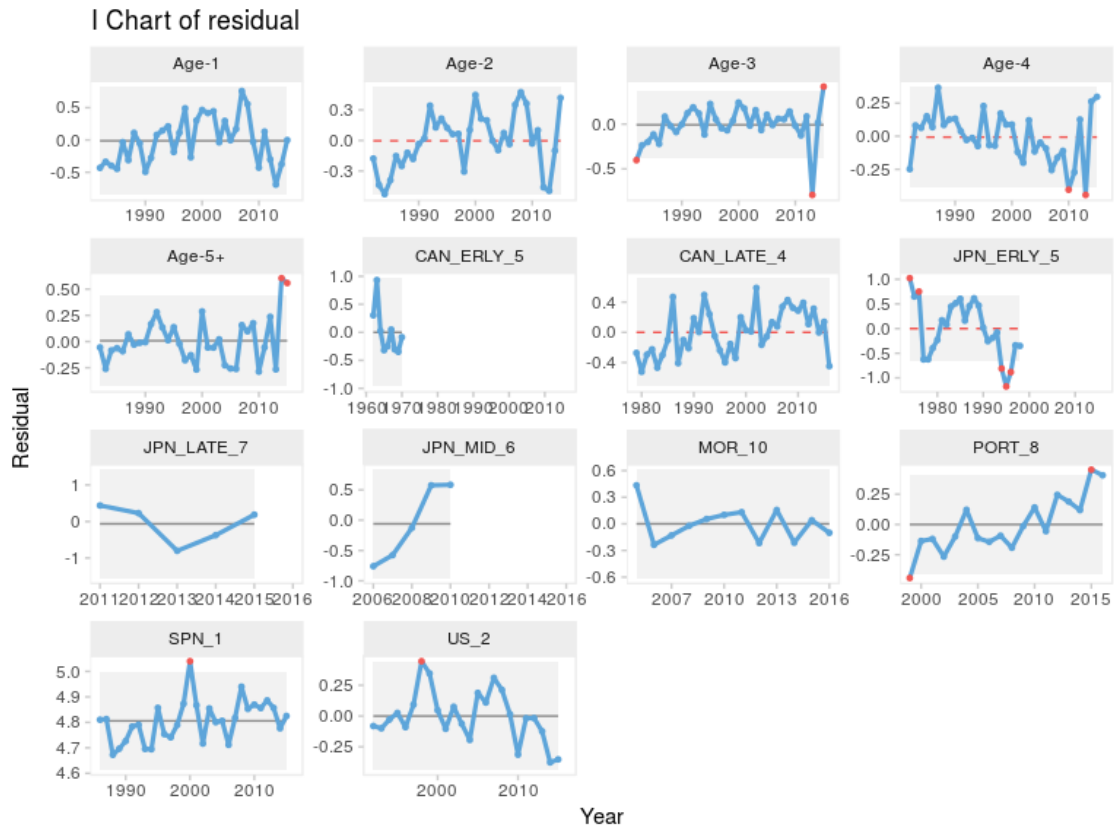 I Chart of residual
Age-1 Age-2 Age-3 Age-4
0.5 0.0 -0.5
0.3 0.0 -0.3
0.0 -0.5
0.25 0.00 -0.25
1990 2000 2010 1990 2000 2010 1990 2000 2010 1990 2000 2010
Age-5+ CAN_ERLY_5 CAN_LATE_4 JPN_ERLY_5
0.50 0.25 0.00 -0.25
1.0 0.5 0.0 -0.5 -1.0
0.4 0.0 -0.4
1.0 0.5 0.0 -0.5 -1.0
1990 2000 2010 1960 1970 1980 1990 2000 2010 1980 1990 2000 2010 1980 1990 2000 2010
JPN_LATE_7 JPN_MID_6 MOR_10 PORT_8
1 0 -1
0.5 0.0 -0.5 -1.0
0.6 0.3 0.0 -0.3 -0.6
0.25 0.00 -0.25
2011 2012 2013 2014 2015 2016 2006 2008 2010 2012 2014 2016 2007 2010 2013 2016 2000 2005 2010 2015
SPN_1 US_2
5.0 4.9 4.8 4.7 4.6
0.25 0.00 -0.25
1990 2000 2010 2000 2010
Residual
Year